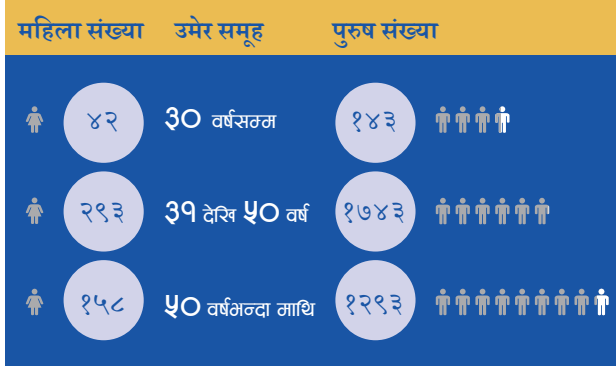 महिला संख्या उमेर समूह पुरुष संख्या
४२ ३० वर्षसम्म १४३
२९३ ३१ देखि ५० वर्ष १७४३
१५८ ५० वर्षभन्दा माथि १२९३